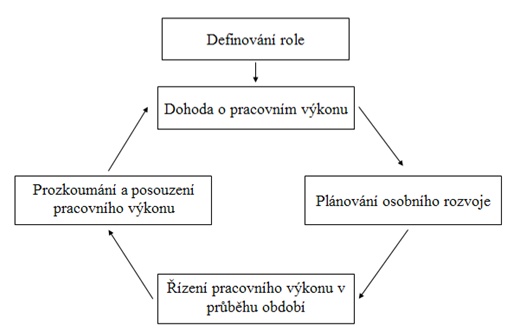 Definování role
Dohoda o pracovním výkonu
Prozkoumání a posouzení
pracovního výkonu
Plánování osobního rozvoje
Řízení pracovního výkonu v
průběhu období